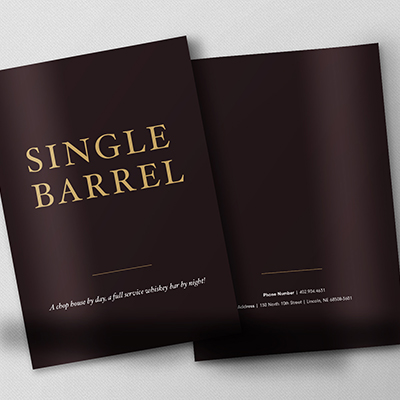 SINGLE
BARREL
A chop house by day, a full service whiskey bar by night!
Phone Number | 402.904.4631
Address | 130 North 10th Street | Lincoln, NE 68508-3651